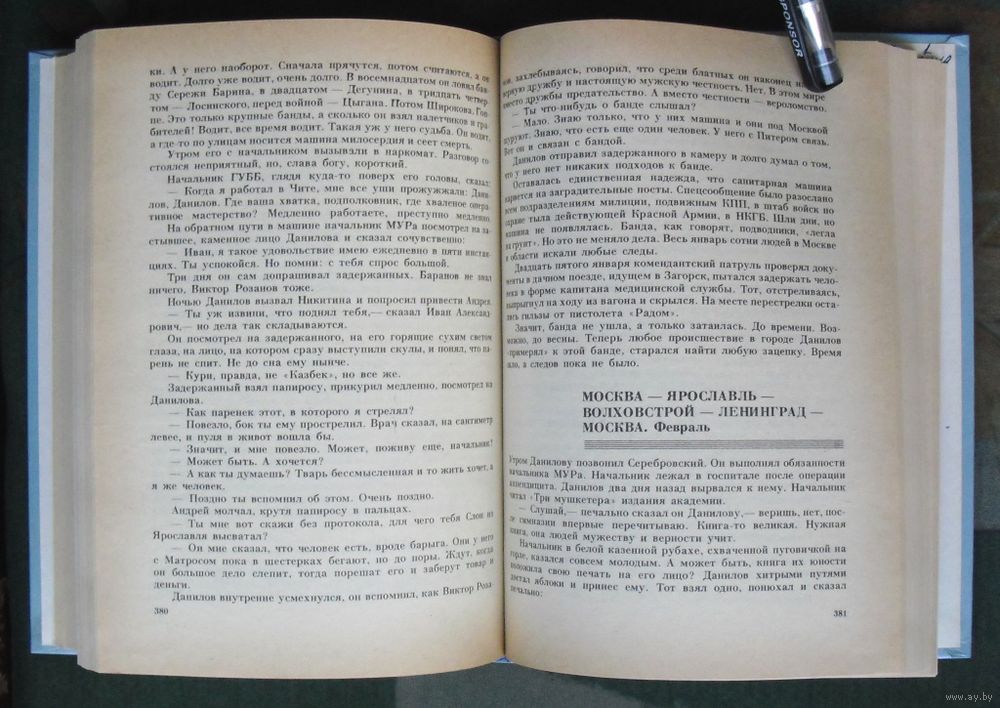 ки. А у него наоборот. Сначала прячутся, потом считаются, а он
водит. Долго уже водит, очень долго. В восемнадцатом он ловил бан-
ду Сережи Барина, в двадцатом — Дегунина, в тридцать четвер-
том — Лосинского, перед войной — Цыгана. Потом Широкова, Гоп-
пе. Это только крупные банды, а сколько он взял налетчиков и гра-
бителей! Водит, все время водит. Такая уж у него судьба. Он водит,
а где-то по улицам носится машина милосердия и сеет смерть.
Утром его с начальником вызывали в наркомат. Разговор со-
стоялся неприятный, но, слава богу, короткий.
Начальник ГУББ, глядя куда-то поверх его головы, сказал:
— Когда я работал в Чите, мне все уши прожужжали: Дани-
лов, Данилов. Где ваша хватка, подполковник, где хваленое опера-
тивное мастерство? Медленно работаете, преступно медленно.
На обратном пути в машине начальник МУРа посмотрел на за-
стывшее, каменное лицо Данилова и сказал сочувственно:
— Иван, я такое удовольствие имею ежедневно в пяти инстан-
циях. Ты успокойся. Но помни: с тебя спрос большой.
Три дня он сам допрашивал задержанных. Баранов не знал
ничего. Виктор Розанов тоже.
Ночью Данилов вызвал Никитина и попросил привести Андрея.
— Ты уж извини, что поднял тебя,— сказал Иван Александ-
рович,— но дела так складываются.
Он посмотрел на задержанного, на его горящие сухим светом
глаза, на лицо, на котором сразу выступили скулы, и понял, что па-
рень не спит. Не до сна ему нынче.
— Кури, правда, не «Казбек», но все же.
Задержанный взял папиросу, прикурил медленно, посмотрел на
Данилова.
— Как паренек этот, в которого я стрелял?
— Повезло, бок ты ему прострелил. Врач сказал, на сантиметр
левее, и пуля в живот вошла бы.
— Значит, и мне повезло. Может, поживу еще, начальник?
— Может быть. А хочется?
— А как ты думаешь? Тварь бессмысленная и то жить хочет, а
я же человек.
— Поздно ты вспомнил об этом. Очень поздно.
Андрей молчал, крутя папиросу в пальцах.
— Ты мне вот скажи без протокола, для чего тебя Слон из
Ярославля высватал?
— Он мне сказал, что человек есть, вроде барыга. Они у него
с Матросом пока в шестерках бегают, но до поры. Ждут, когда
он большое дело слепит, тогда порешат его и заберут товар и
деньги.
Данилов внутренне усмехнулся, он вспомнил, как Виктор Роза-
380
захлебываясь, говорил, что среди блатных он наконец
верную дружбу и настоящую мужскую честность. Нет. В этом мире
вместо дружбы предательство. А вместо честности — вероломство.
— Ты что-нибудь о банде слышал?
— Мало. Знаю только, что у них машина и они под Москвой
Знаю, что есть еще один человек. У него с Питером связь.
Вот он и связан с бандой.
Данилов отправил задержанного в камеру и долго думал о том,
что у него нет никаких подходов к банде.
Оставалась единственная надежда, что санитарная машина
нарвется на заградительные посты. Спецсообщение было разослано
всем подразделениям милиции, подвижным КПП, в штаб войск по
охране тыла действующей Красной Армии, в НКГБ. Шли дни, но
машина не появлялась. Банда, как говорят, подводники, «легла
на грунт». Но это не меняло дела. Весь январь сотни людей в Москве
и области искали любые следы.
Двадцать пятого января комендантский патруль проверял доку-
менты в дачном поезде, идущем в Загорск, пытался задержать чело-
века в форме капитана медицинской службы. Тот, отстреливаясь,
выпрыгнул на ходу из вагона и скрылся. На месте перестрелки оста-
лись гильзы от пистолета «Радом».
Значит, банда не ушла, а только затаилась. До времени. Воз-
можно, до весны. Теперь любое происшествие в городе Данилов
«примерял» к этой банде, старался найти любую зацепку. Время
шло, а следов пока не было.
МОСКВА — ЯРОСЛАВЛЬ —
ВОЛХОВСТРОЙ — ЛЕНИНГРАД —
МОСКВА. Февраль
Утром Данилову позвонил Серебровский. Он выполнял обязанности
начальника МУРа. Начальник лежал в госпитале после операции
аппендицита. Данилов два дня назад вырвался к нему. Начальник
читал «Три мушкетера» издания академии.
— Слушай,— печально сказал он Данилову,— веришь, нет, пос-
ле гимназии впервые перечитываю. Книга-то великая. Нужная
книга, она людей мужеству и верности учит.
Начальник в белой казенной рубахе, схваченной пуговичкой на
горле, казался совсем молодым. А может быть, книга их юности
положила свою печать на его лицо? Данилов хитрыми путями
достал яблоки и принес ему. Тот взял одно, понюхал и сказал
печально:
381
SPONSOR
www.ay.by